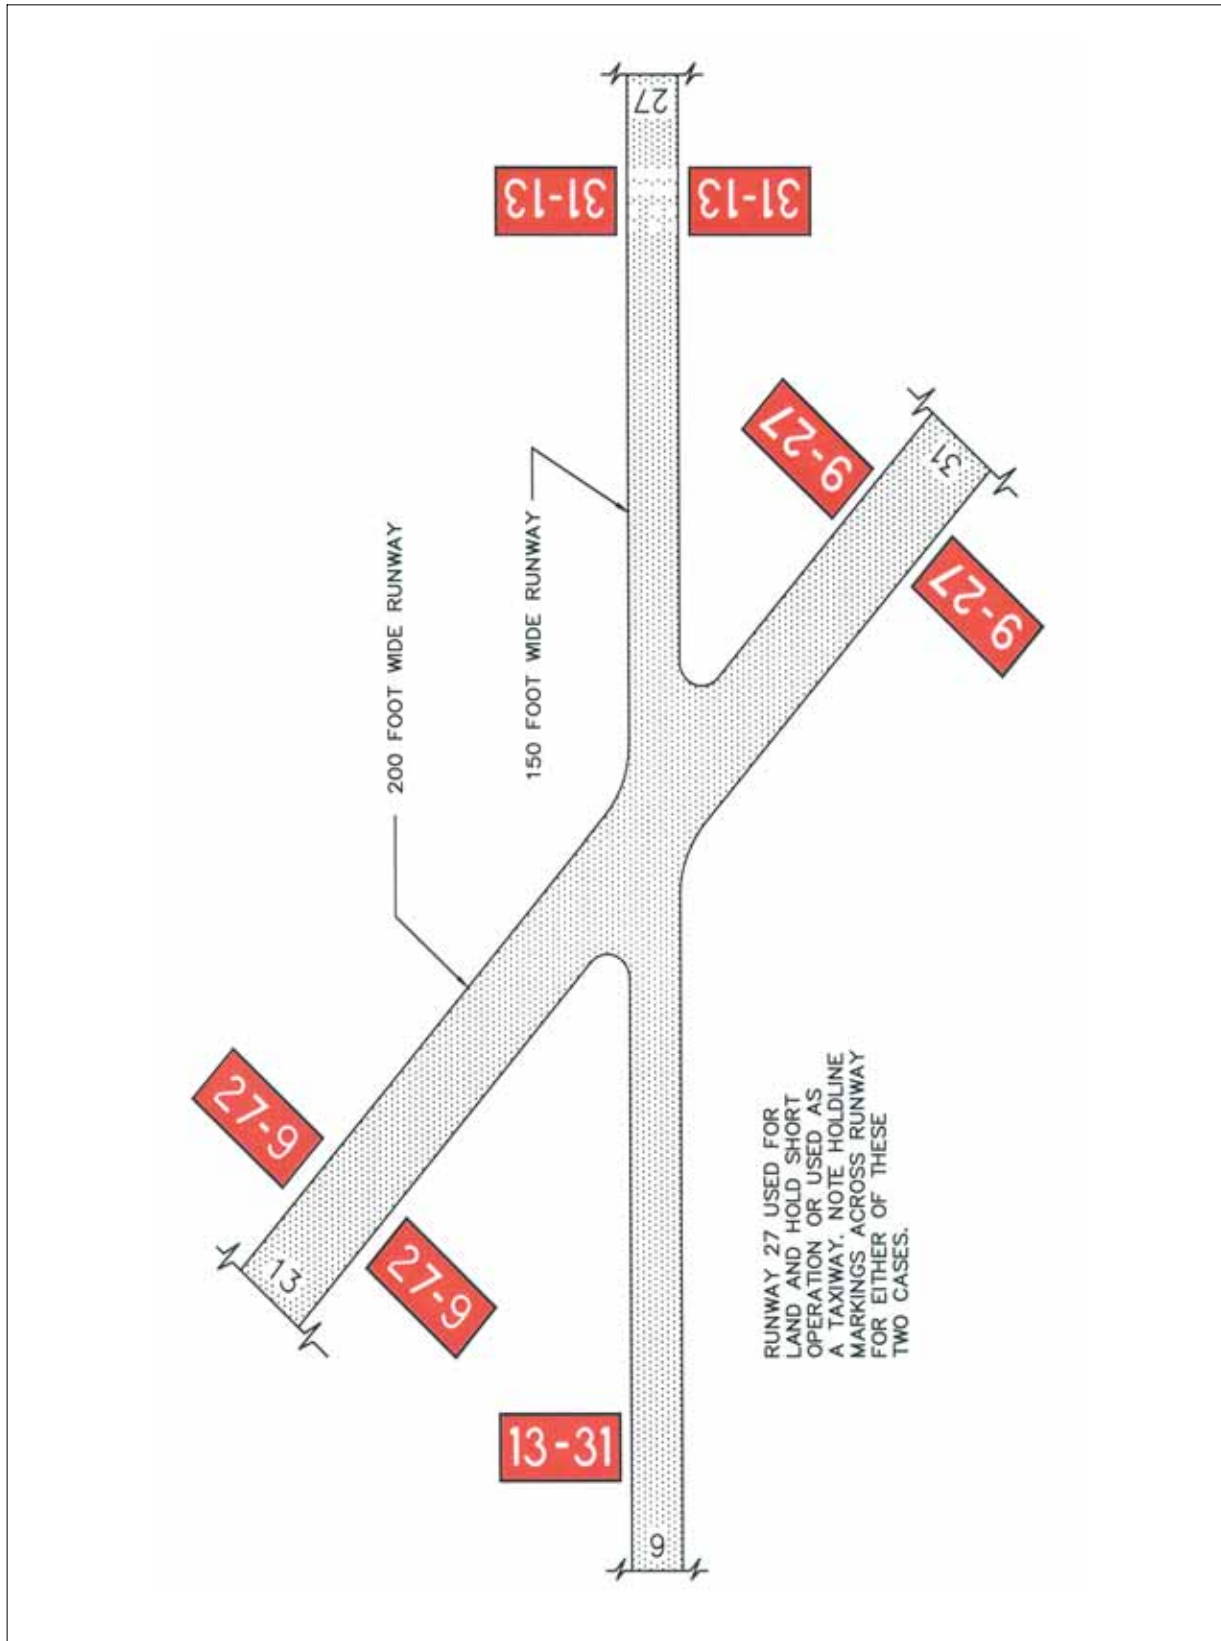 27
31-13
31-13
9-27
31
9-27
200 FOOT WIDE RUNWAY
150 FOOT WIDE RUNWAY
27-9
13
27-9
13-31
9
RUNWAY 27 USED FOR
LAND AND HOLD SHORT
OPERATION OR USED AS
A TAXIWAY. NOTE HOLDLINE
MARKINGS ACROSS RUNWAY
FOR EITHER OF THESE
TWO CASES.